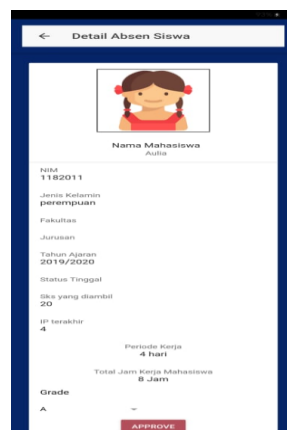 Detail Absen Siswa
Nama Mahasiswa
Aulia
NIM
1182011
Jenis Kelamin
perempuan
Fakultas
Jurusan
Tahun Ajaran
2019/2020
Status Tinggal
Sks yang diambil
20
IP terakhir
4
Periode Kerja
4 hari
Total Jam Kerja Mahasiswa
8 Jam
Grade
A
APPROVE